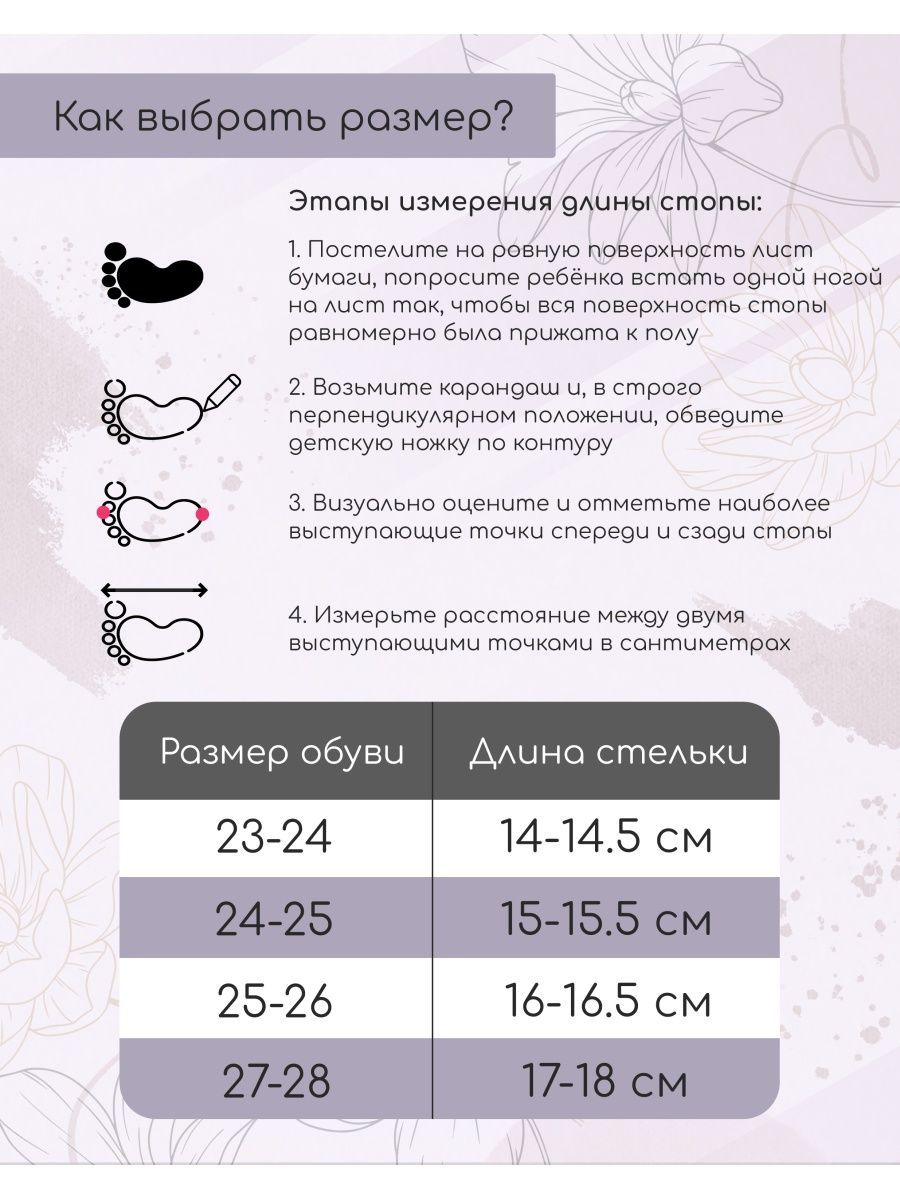 Как выбрать размер?
Этапы измерения длины стопы:
1. Постелите на ровную поверхность лист
бумаги, попросите ребёнка встать одной ногой
на лист так, чтобы вся поверхность стопы
равномерно была прижата к полу
2. Возьмите карандаш и, в строго
перпендикулярном положении, обведите
детскую ножку по контуру
3. Визуально оцените и отметьте наиболее
выступающие точки спереди и сзади стопы
4. Измерьте расстояние между двумя
выступающими точками в сантиметрах
Размер обуви Длина стельки
23-24 14-14.5 см
24-25 15-15.5 см
25-26 16-16.5 см
27-28 17-18 см